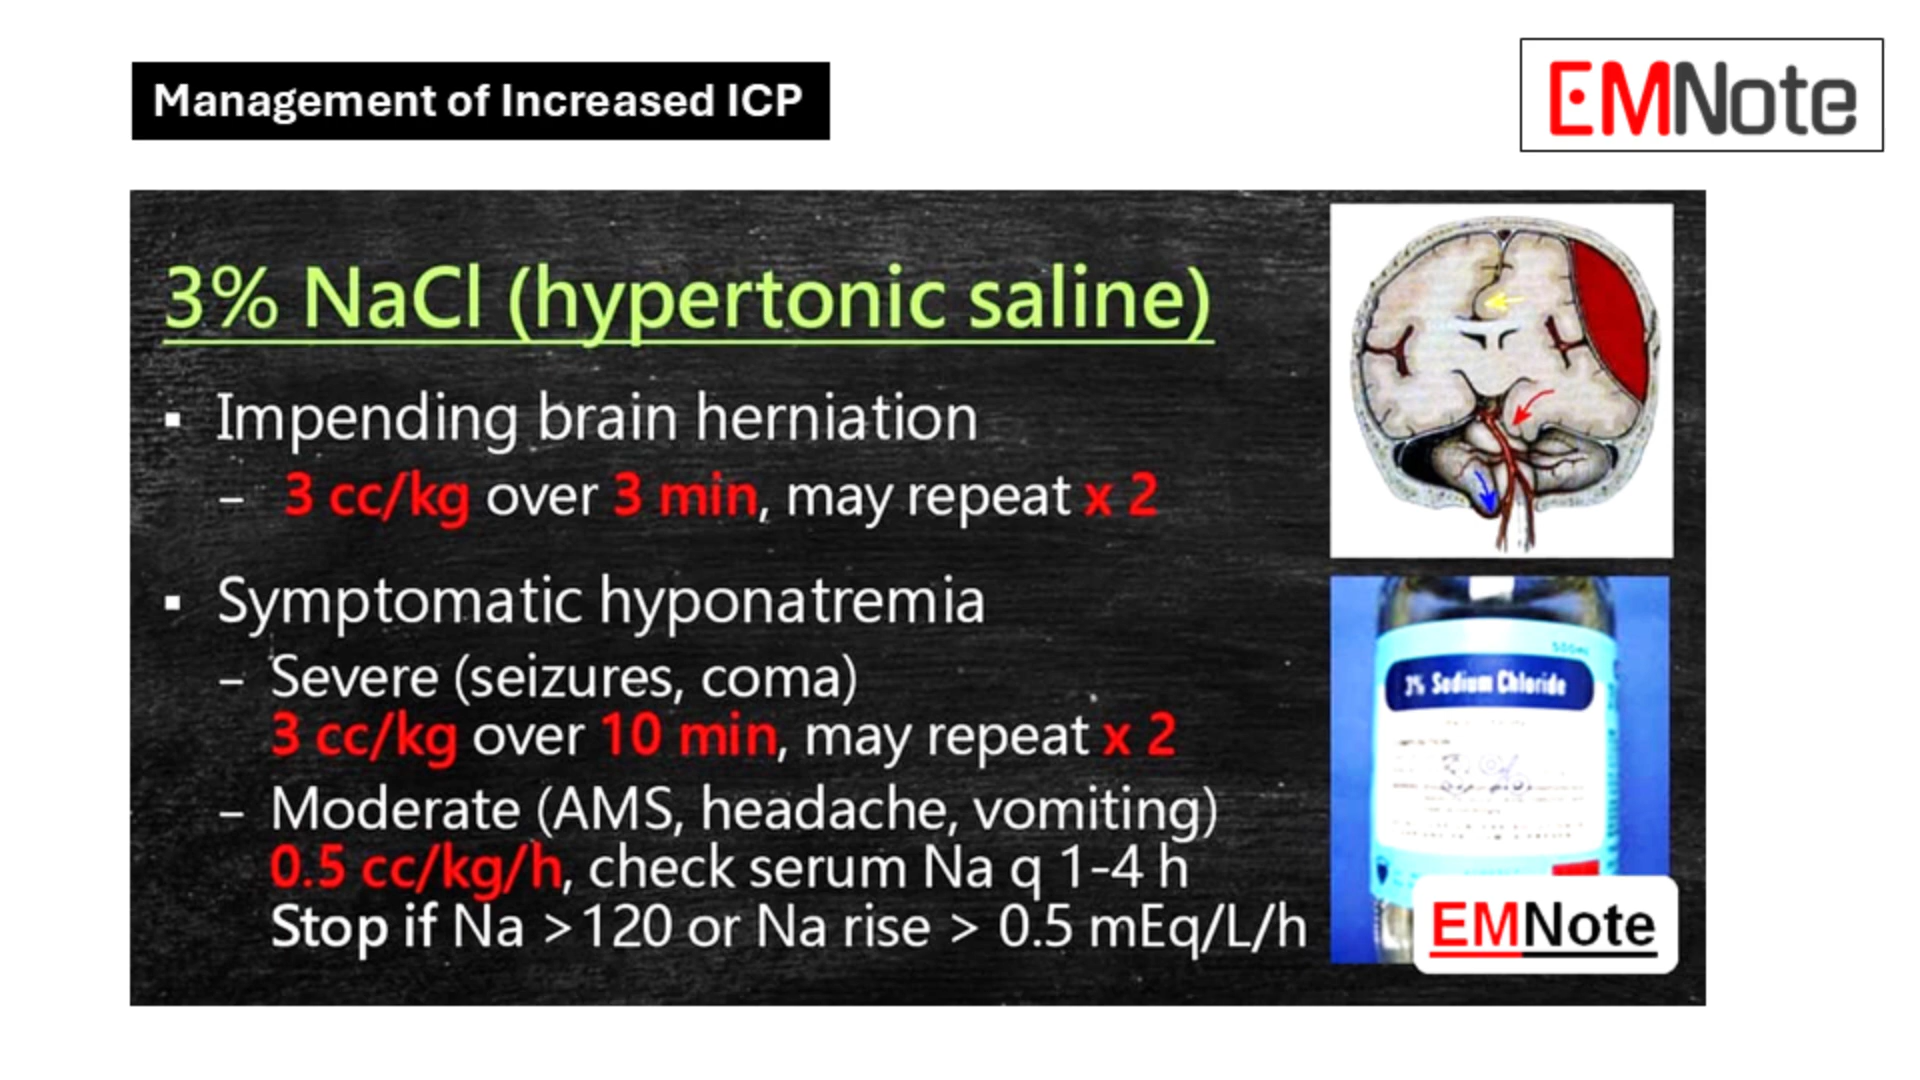 Management of Increased ICP
EMNote
3% NaCl (hypertonic saline)
▪ Impending brain herniation
– 3 cc/kg over 3 min, may repeat x 2
▪ Symptomatic hyponatremia
– Severe (seizures, coma)
3 cc/kg over 10 min, may repeat x 2
– Moderate (AMS, headache, vomiting)
0.5 cc/kg/h, check serum Na q 1-4 h
Stop if Na >120 or Na rise > 0.5 mEq/L/h
500ml
3% Sodium Chloride
EMNote